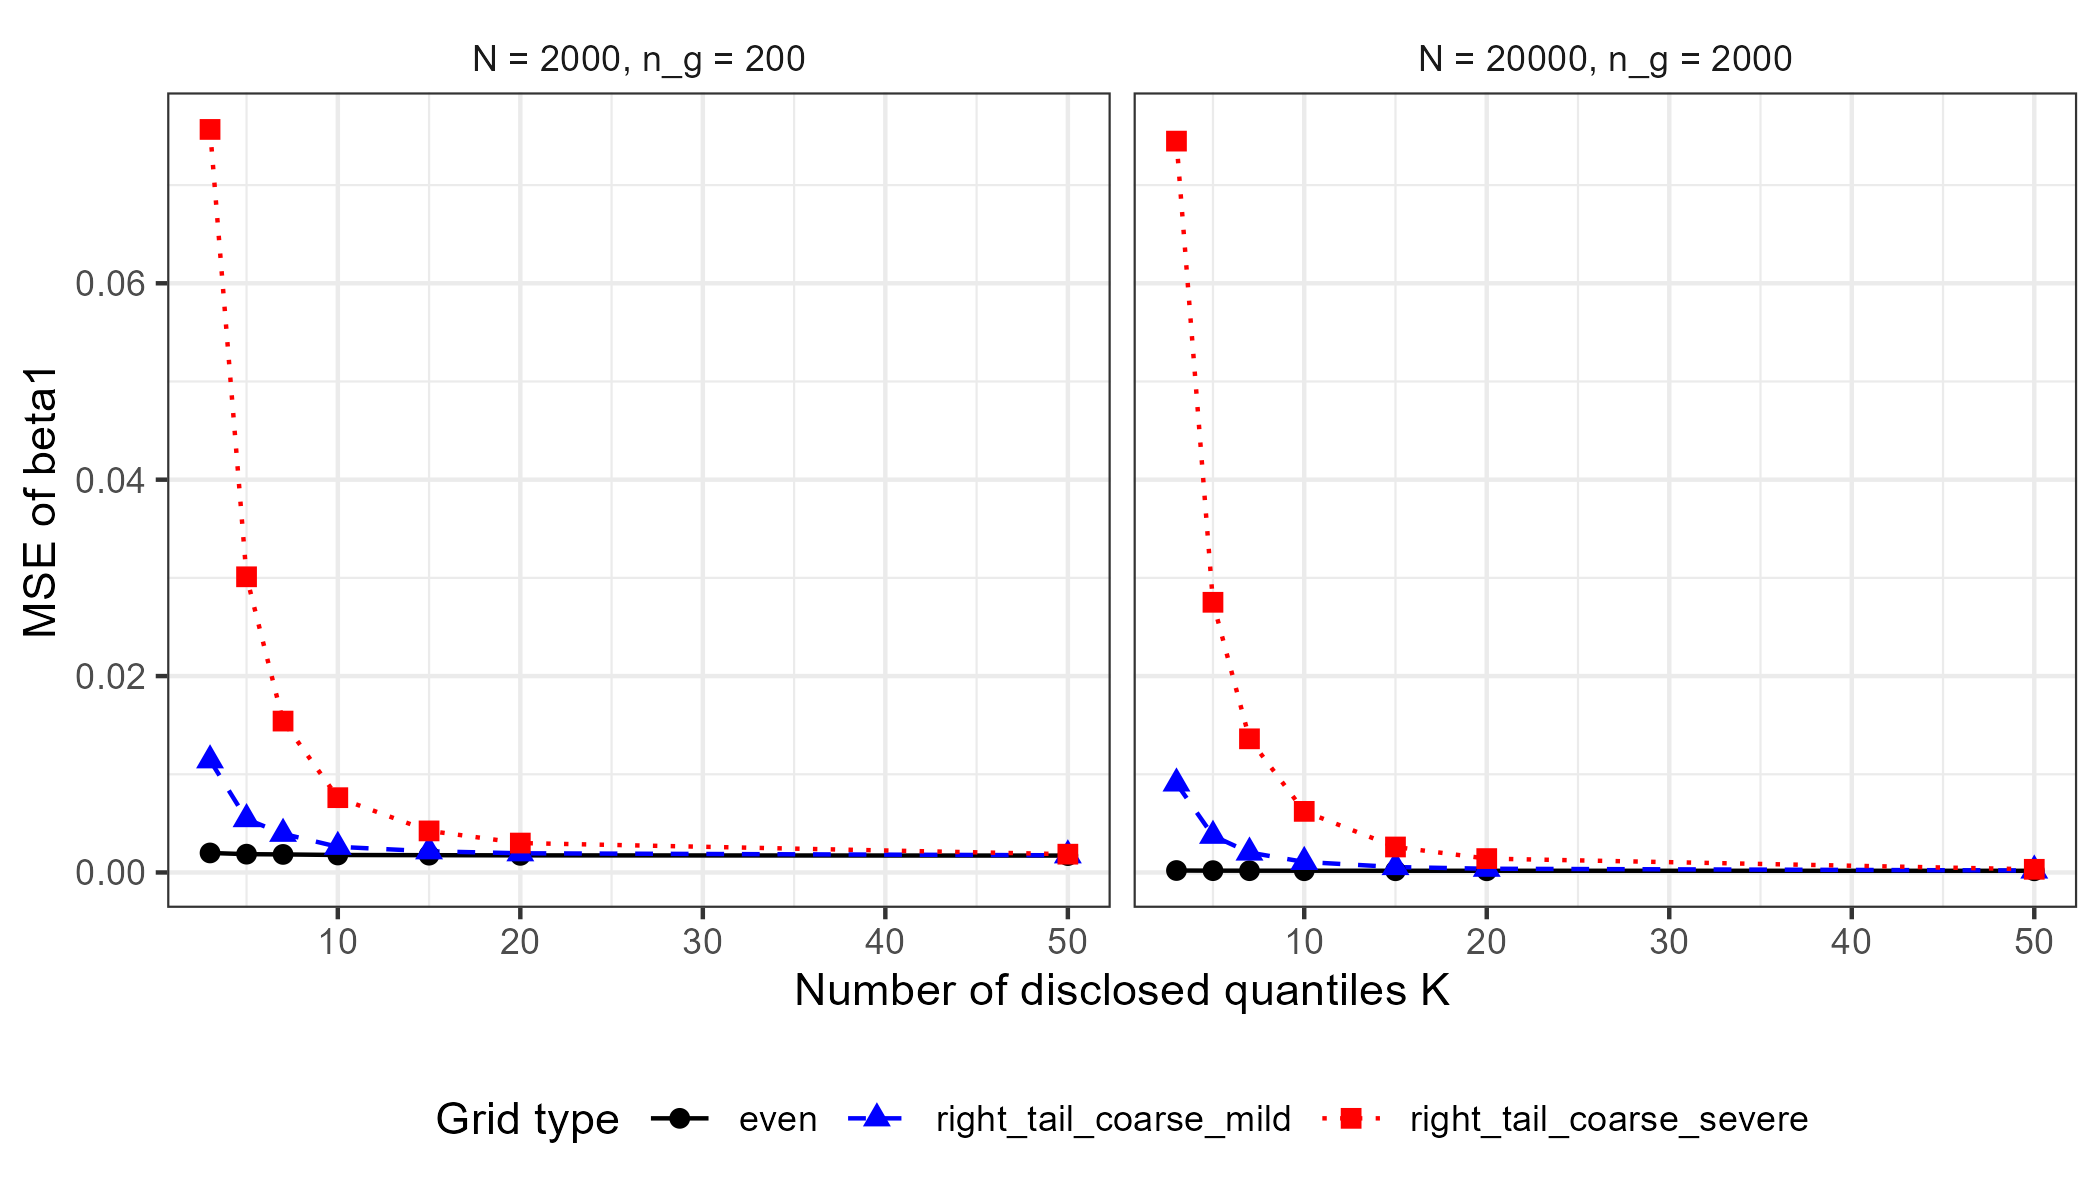 N = 2000, n_g = 200
N = 20000, n_g = 2000
MSE of beta1
0.06
0.04
0.02
0.00
10 20 30 40 50
10 20 30 40 50
Number of disclosed quantiles K
Grid type even right_tail_coarse_mild right_tail_coarse_severe